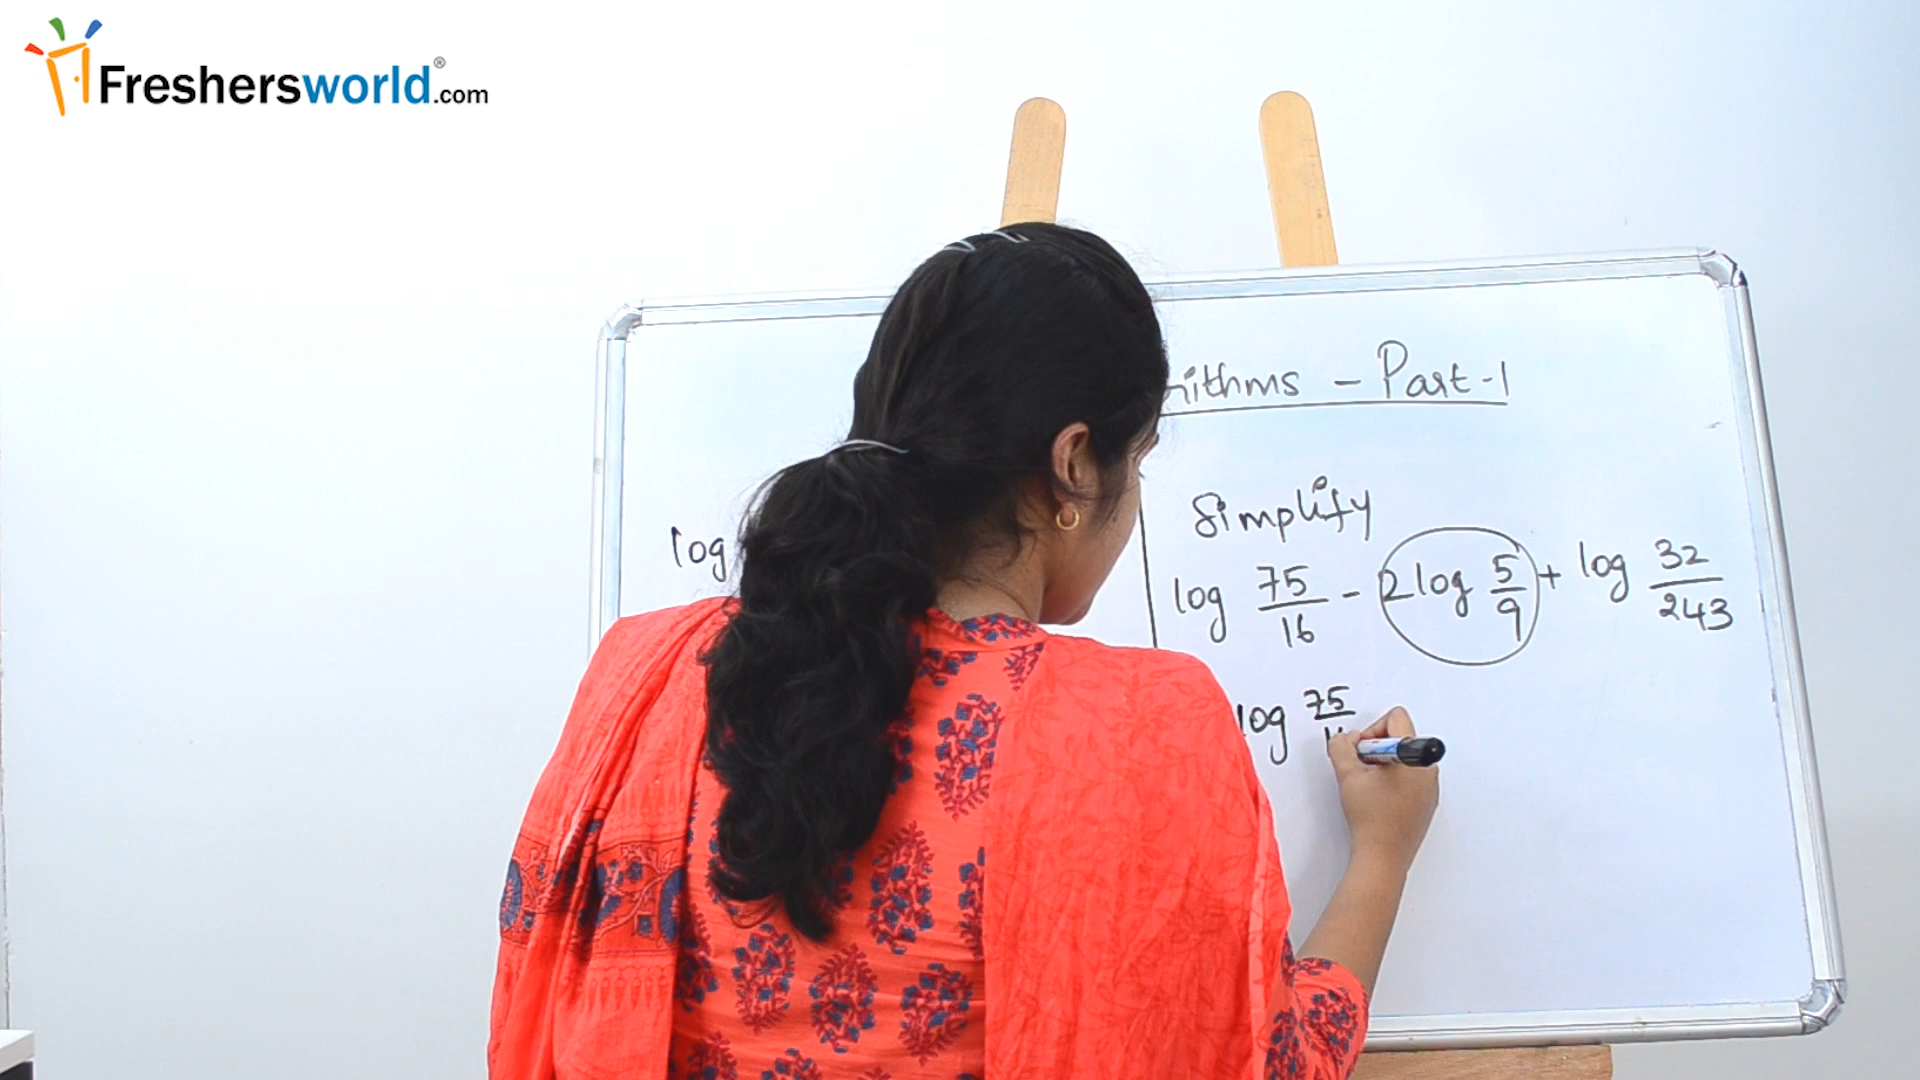 Freshersworld.com®
rithms - Part-1
Simplify
log 75/16 - 2log 5/9 + log 32/243
log
log 75